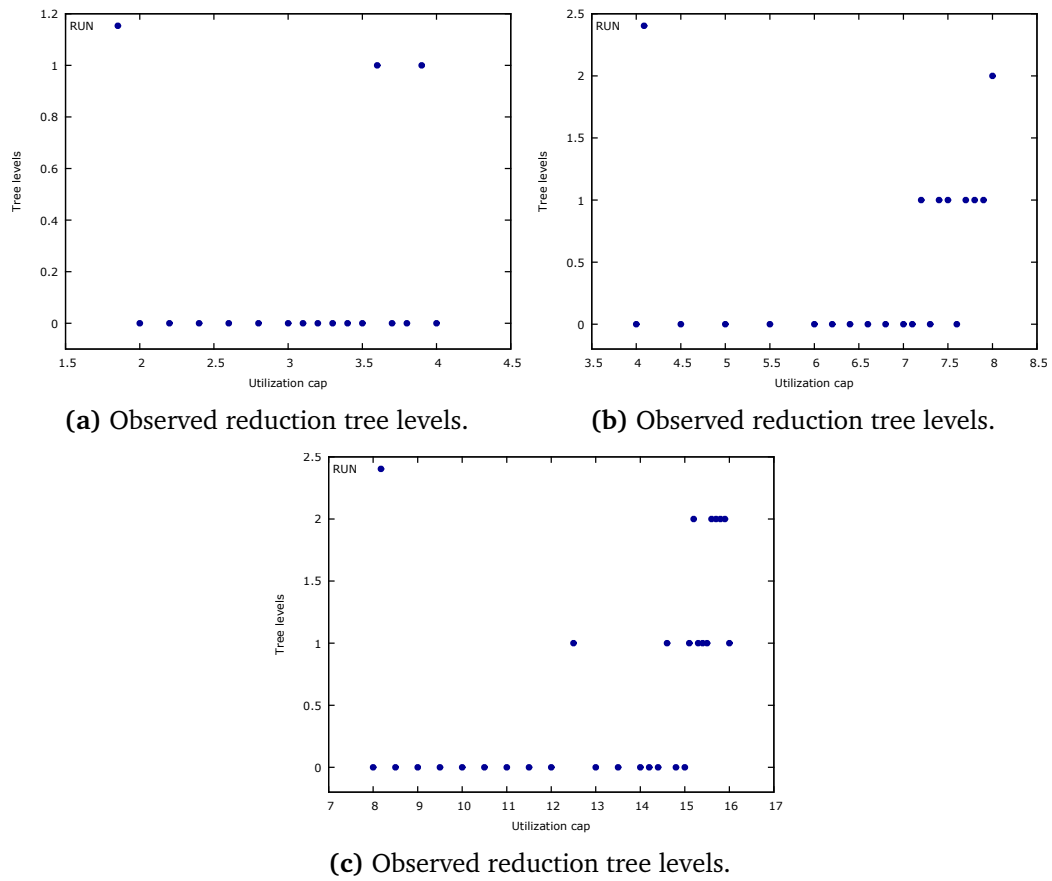 1.2
1
0.8
0.6
0.4
0.2
0
Tree levels
RUN
1.5 2 2.5 3 3.5 4 4.5
Utilization cap
(a) Observed reduction tree levels.
2.5
2
1.5
1
0.5
0
Tree levels
RUN
3.5 4 4.5 5 5.5 6 6.5 7 7.5 8 8.5
Utilization cap
(b) Observed reduction tree levels.
2.5
2
1.5
1
0.5
0
Tree levels
RUN
7 8 9 10 11 12 13 14 15 16 17
Utilization cap
(c) Observed reduction tree levels.